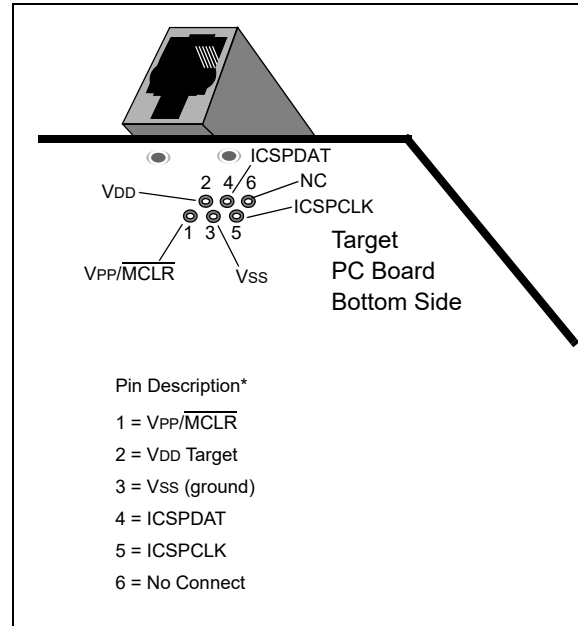 ICSPDAT
VDD
2 4 6
NC
1 3 5
ICSPCLK
VPP/MCLR
VSS
Target
PC Board
Bottom Side
Pin Description*
1 = VPP/MCLR
2 = VDD Target
3 = VSS (ground)
4 = ICSPDAT
5 = ICSPCLK
6 = No Connect